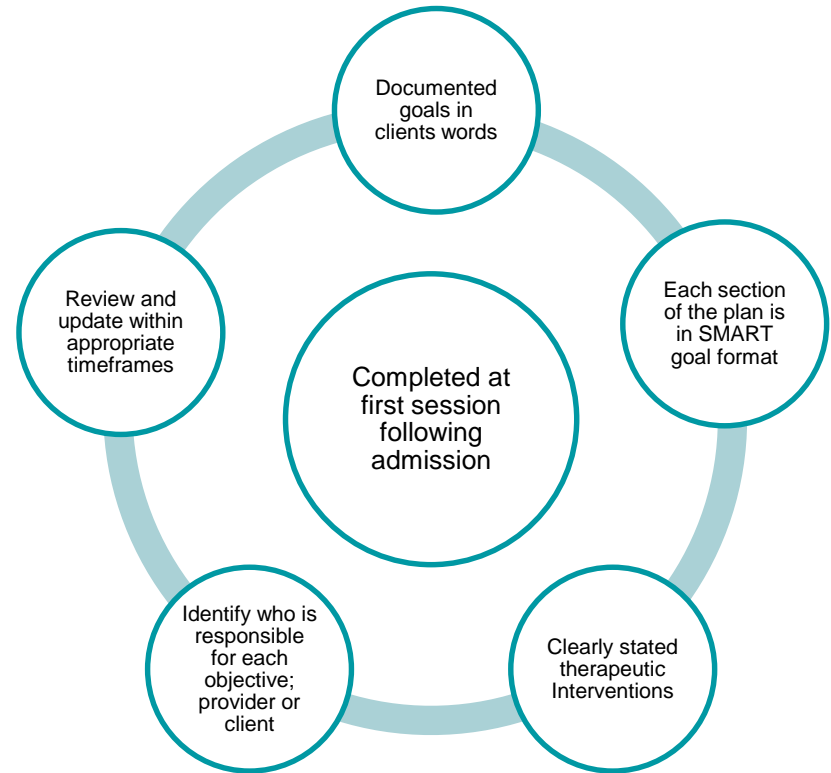 Documented
goals in
clients words
Each section
of the plan is
in SMART
goal format
Clearly stated
therapeutic
Interventions
Identify who is
responsible
for each
objective;
provider or
client
Review and
update within
appropriate
timeframes
Completed at
first session
following
admission